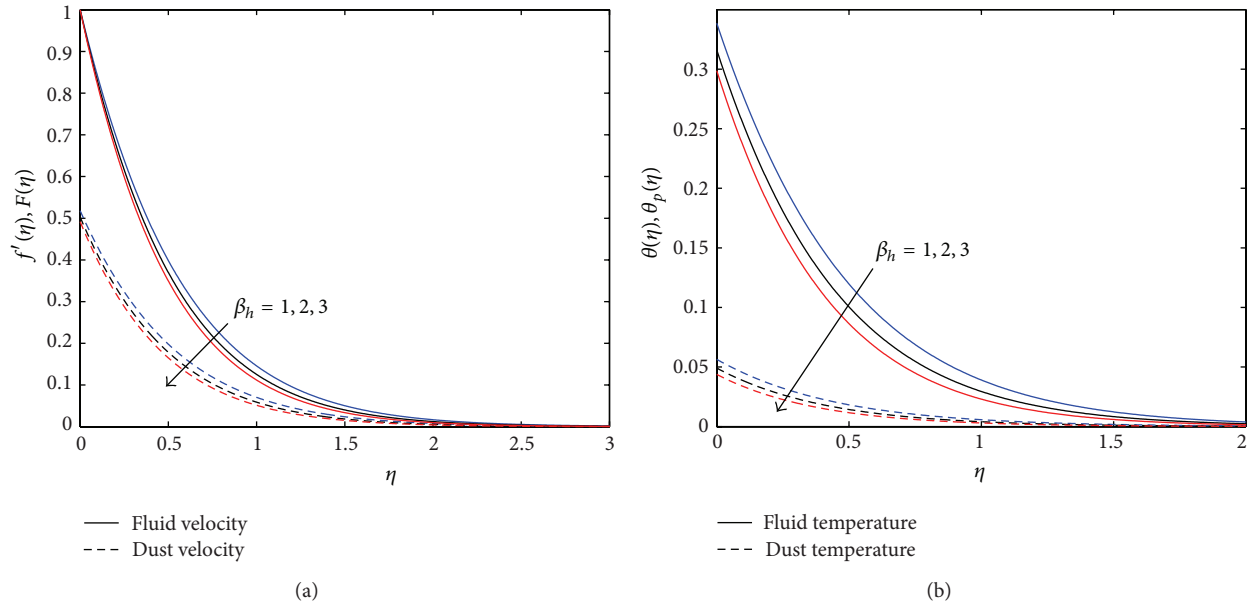 1
0.9
0.8
0.7
0.6
0.5
0.4
0.3
0.2
0.1
0
f′(η), F(η)
β_h = 1, 2, 3
0 0.5 1 1.5 2 2.5 3
η
Fluid velocity
Dust velocity
(a)
0.3
0.25
0.2
0.15
0.1
0.05
0
θ(η), θ_p(η)
β_h = 1, 2, 3
0 0.5 1 1.5 2
η
Fluid temperature
Dust temperature
(b)